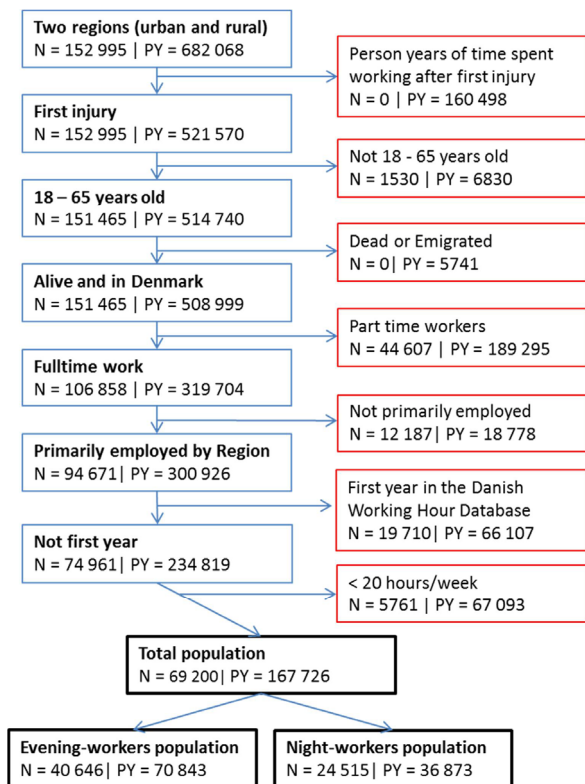 Two regions (urban and rural)
N = 152 995 | PY = 682 068
Person years of time spent
working after first injury
N = 0 | PY = 160 498
First injury
N = 152 995 | PY = 521 570
Not 18 - 65 years old
N = 1530 | PY = 6830
18 – 65 years old
N = 151 465 | PY = 514 740
Dead or Emigrated
N = 0| PY = 5741
Alive and in Denmark
N = 151 465 | PY = 508 999
Part time workers
N = 44 607 | PY = 189 295
Fulltime work
N = 106 858 | PY = 319 704
Not primarily employed
N = 12 187 | PY = 18 778
Primarily employed by Region
N = 94 671| PY = 300 926
First year in the Danish
Working Hour Database
N = 19 710| PY = 66 107
Not first year
N = 74 961| PY = 234 819
< 20 hours/week
N = 5761 | PY = 67 093
Total population
N = 69 200| PY = 167 726
Evening-workers population
N = 40 646| PY = 70 843
Night-workers population
N = 24 515| PY = 36 873